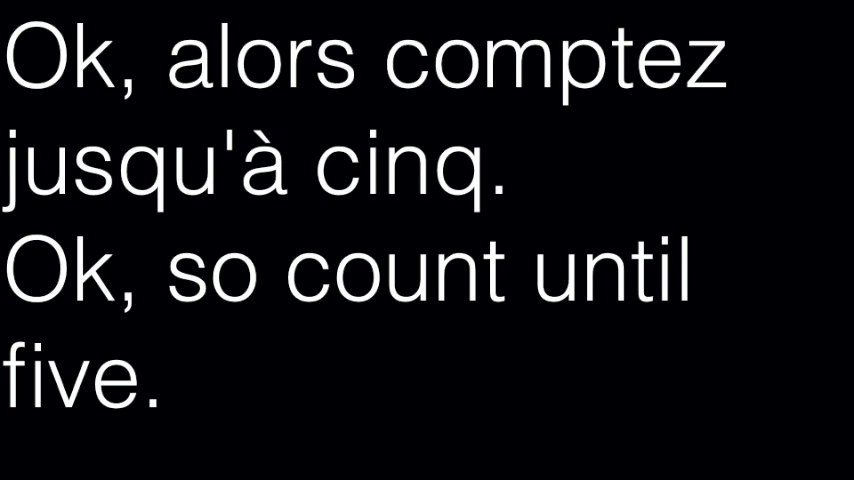 Ok, alors comptez
jusqu'à cinq.
Ok, so count until
five.